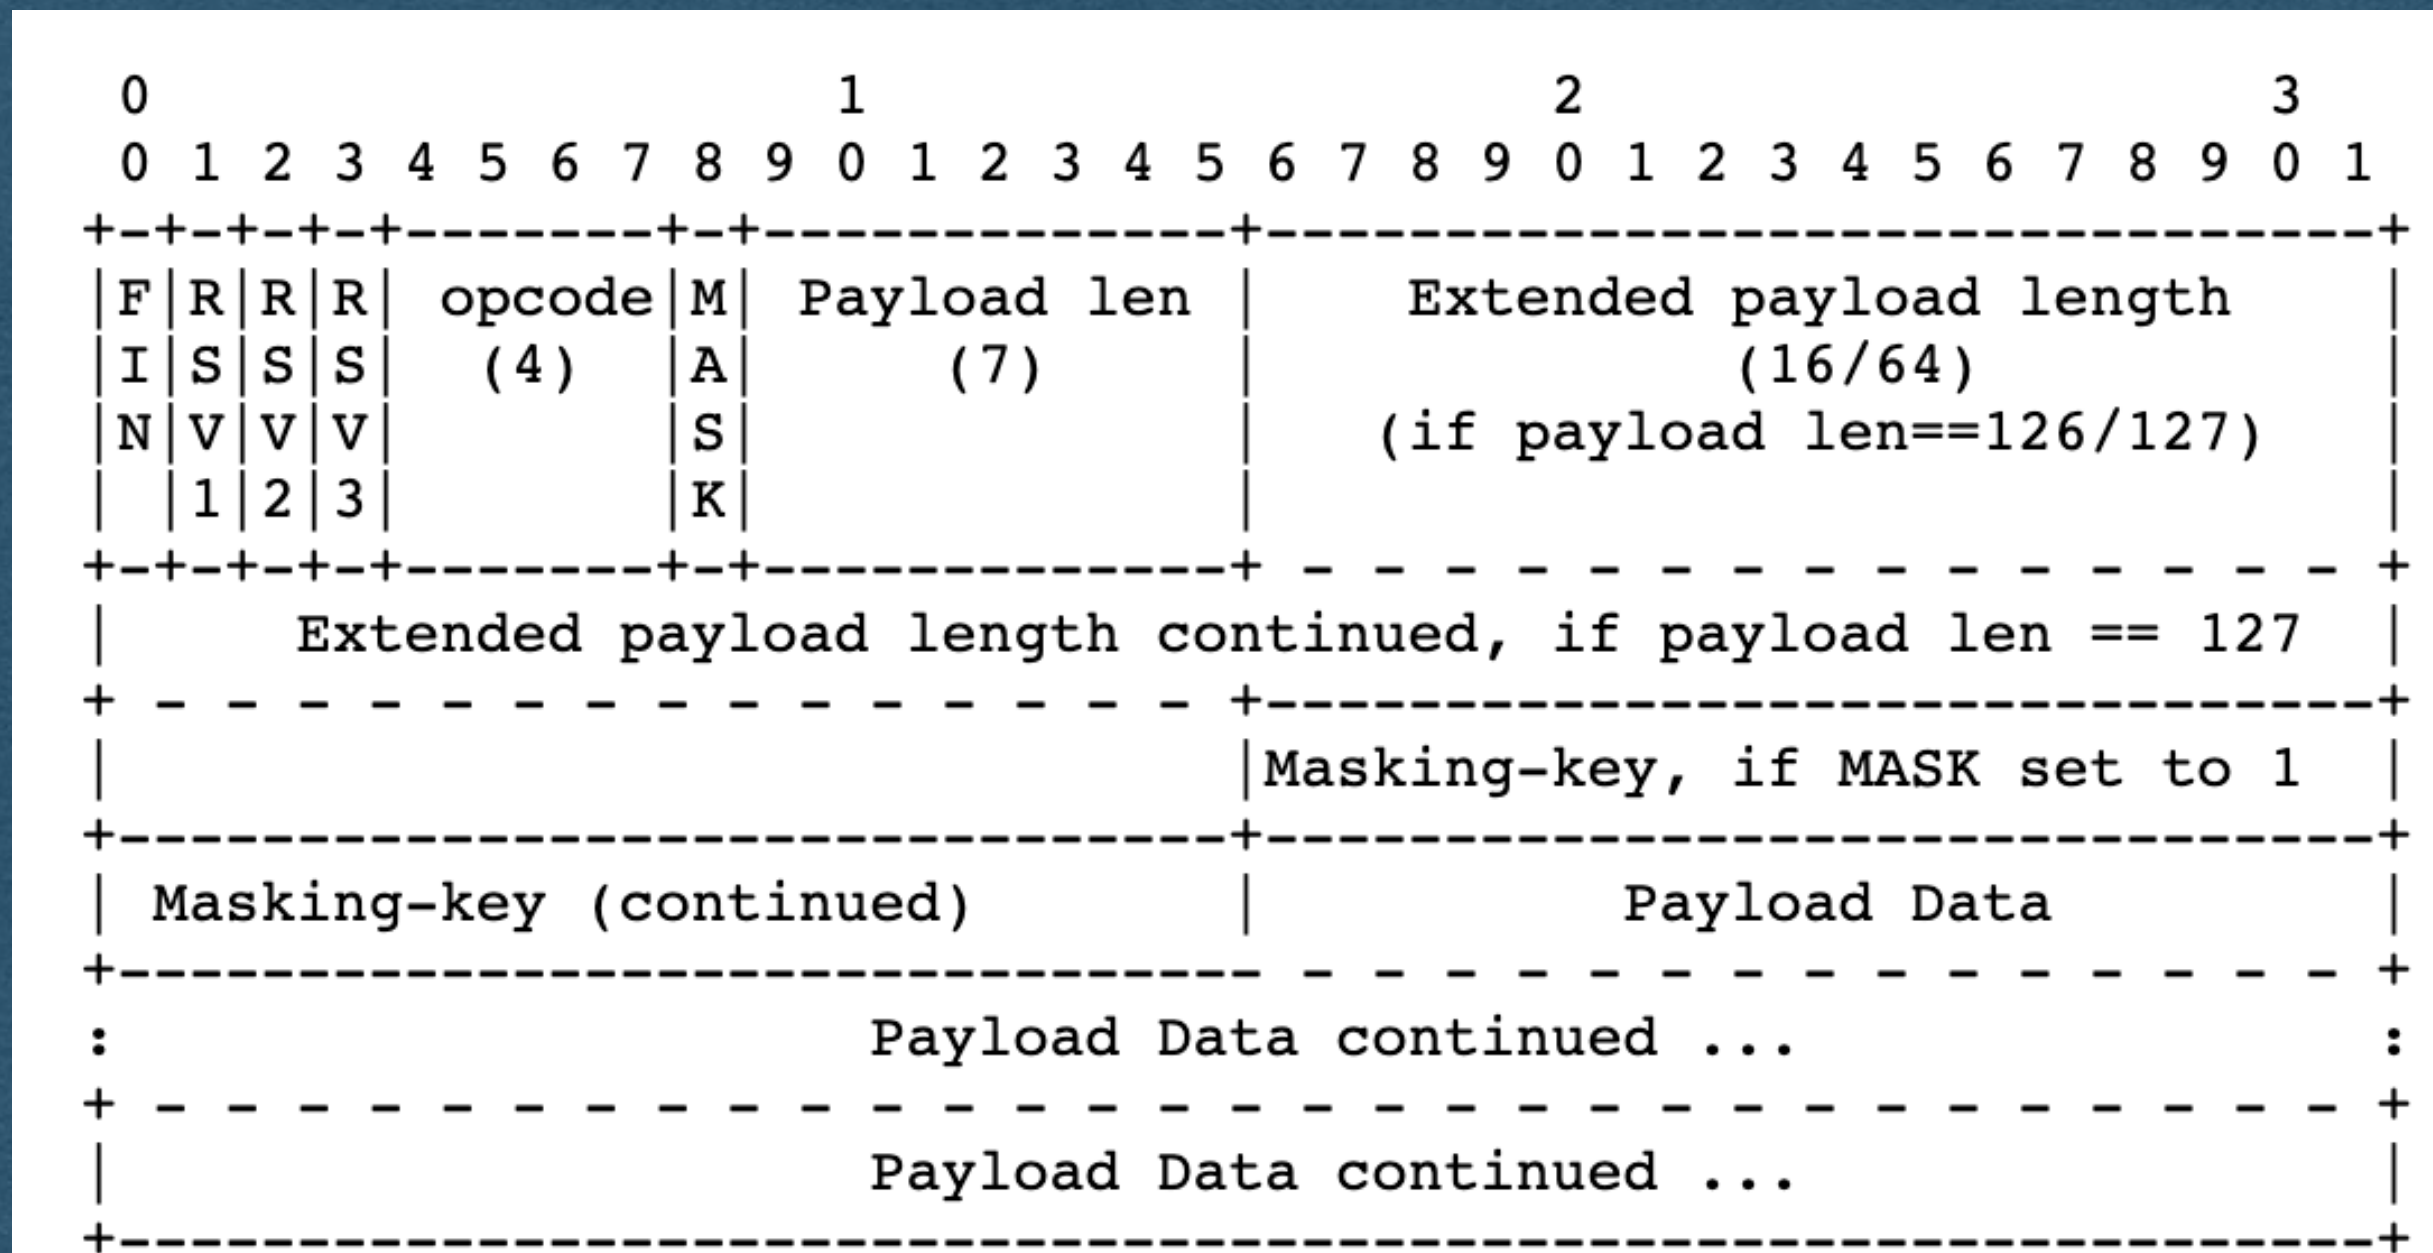 0                   1                   2                   3
 0 1 2 3 4 5 6 7 8 9 0 1 2 3 4 5 6 7 8 9 0 1 2 3 4 5 6 7 8 9 0 1
+-+-+-+-+-------+-+-------------+-------------------------------+
|F|R|R|R| opcode|M| Payload len |    Extended payload length    |
|I|S|S|S|  (4)  |A|     (7)     |             (16/64)           |
|N|V|V|V|       |S|             |   (if payload len==126/127)   |
| |1|2|3|       |K|             |                               |
+-+-+-+-+-------+-+-------------+ - - - - - - - - - - - - - - - +
|     Extended payload length continued, if payload len == 127  |
+ - - - - - - - - - - - - - - - +-------------------------------+
|                               |Masking-key, if MASK set to 1  |
+-------------------------------+-------------------------------+
| Masking-key (continued)       |          Payload Data         |
+-------------------------------- - - - - - - - - - - - - - - - +
:                     Payload Data continued ...                :
+ - - - - - - - - - - - - - - - - - - - - - - - - - - - - - - - +
|                     Payload Data continued ...                |
+---------------------------------------------------------------+